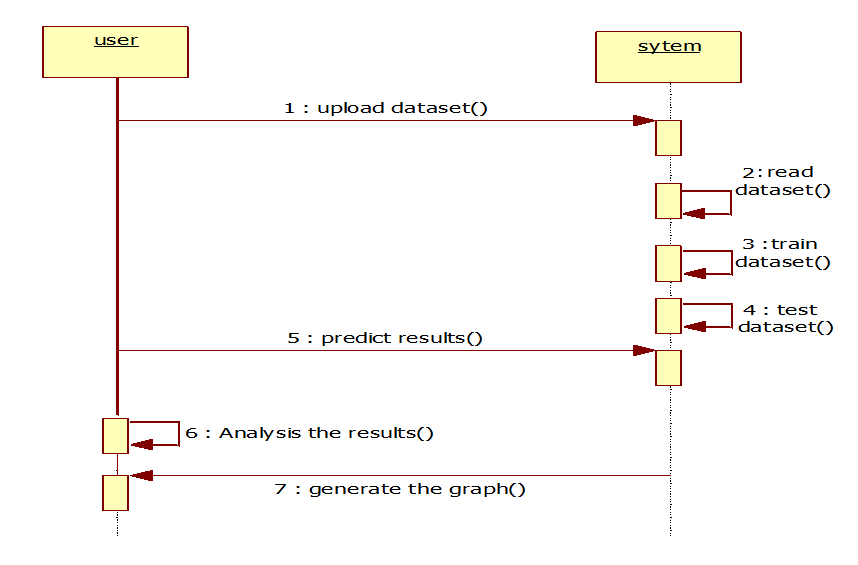 user
sytem
1 : upload dataset()
2:read
dataset()
3 :train
dataset()
4 : test
dataset()
5 : predict results()
6 : Analysis the results()
7 : generate the graph()